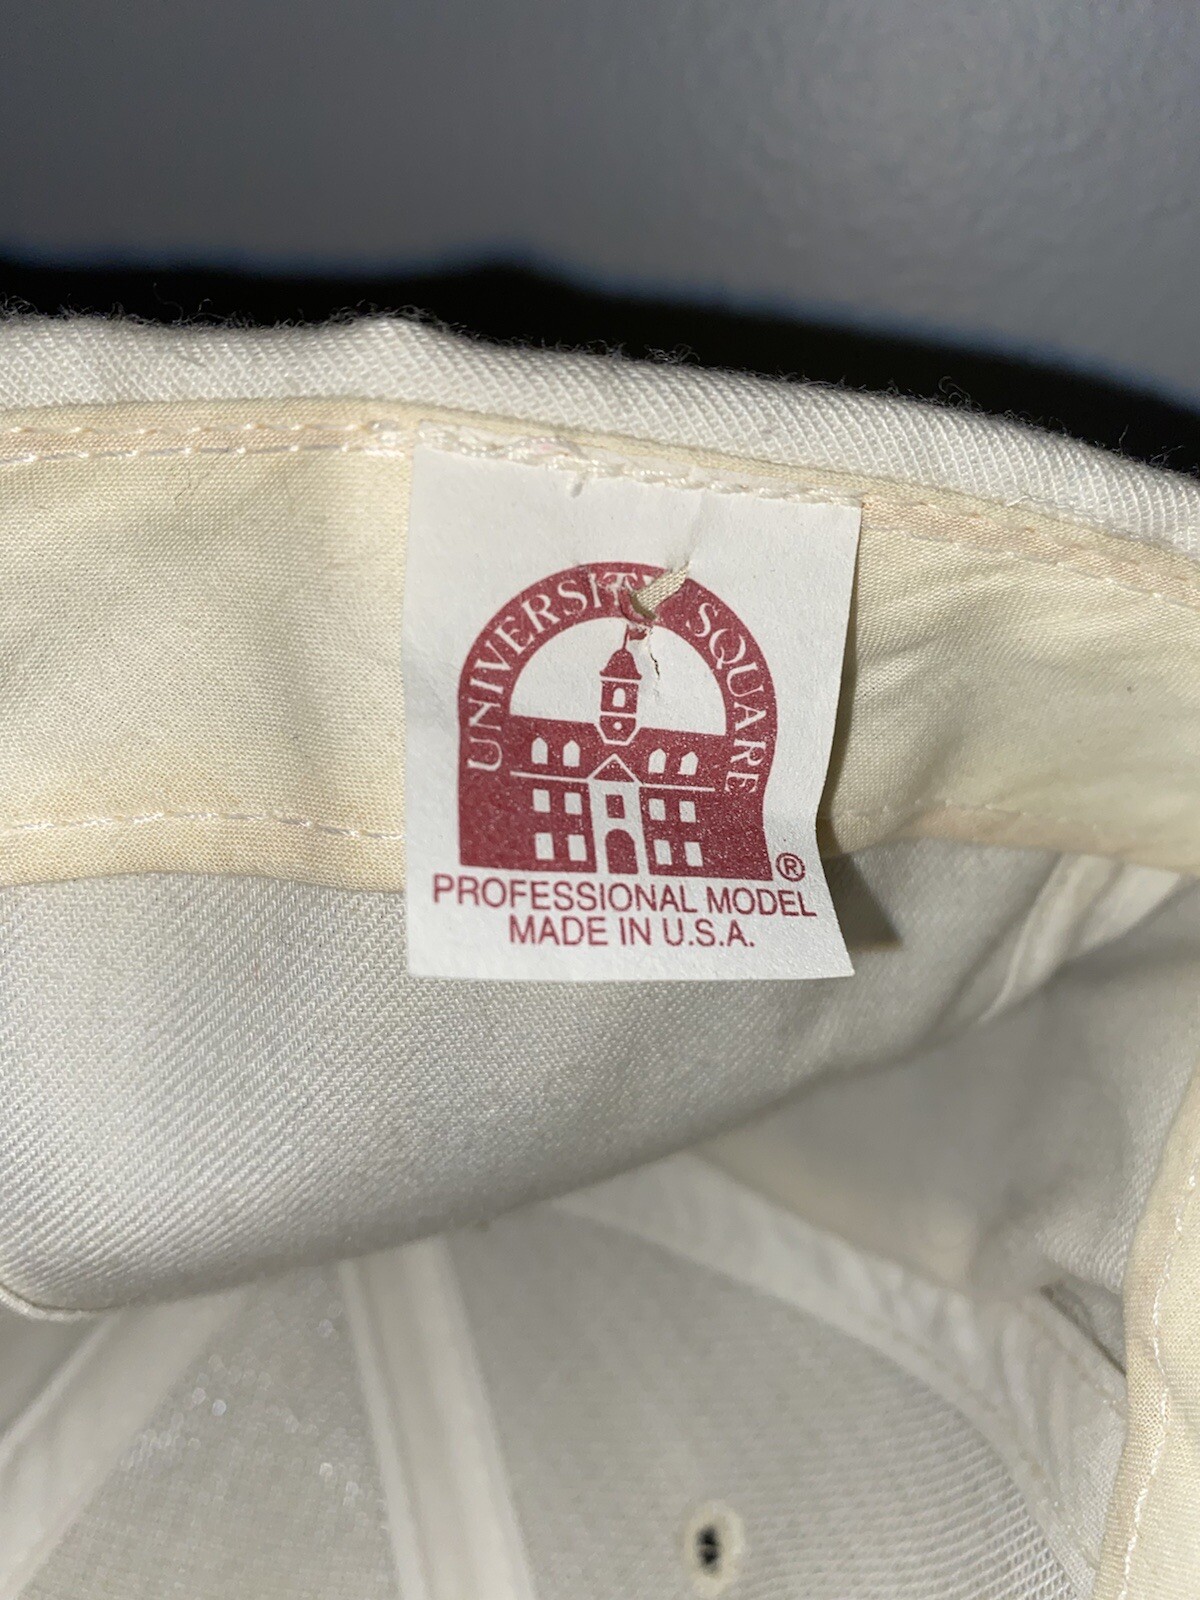 UNIVERSITY SQUARE
®
PROFESSIONAL MODEL
MADE IN U.S.A.